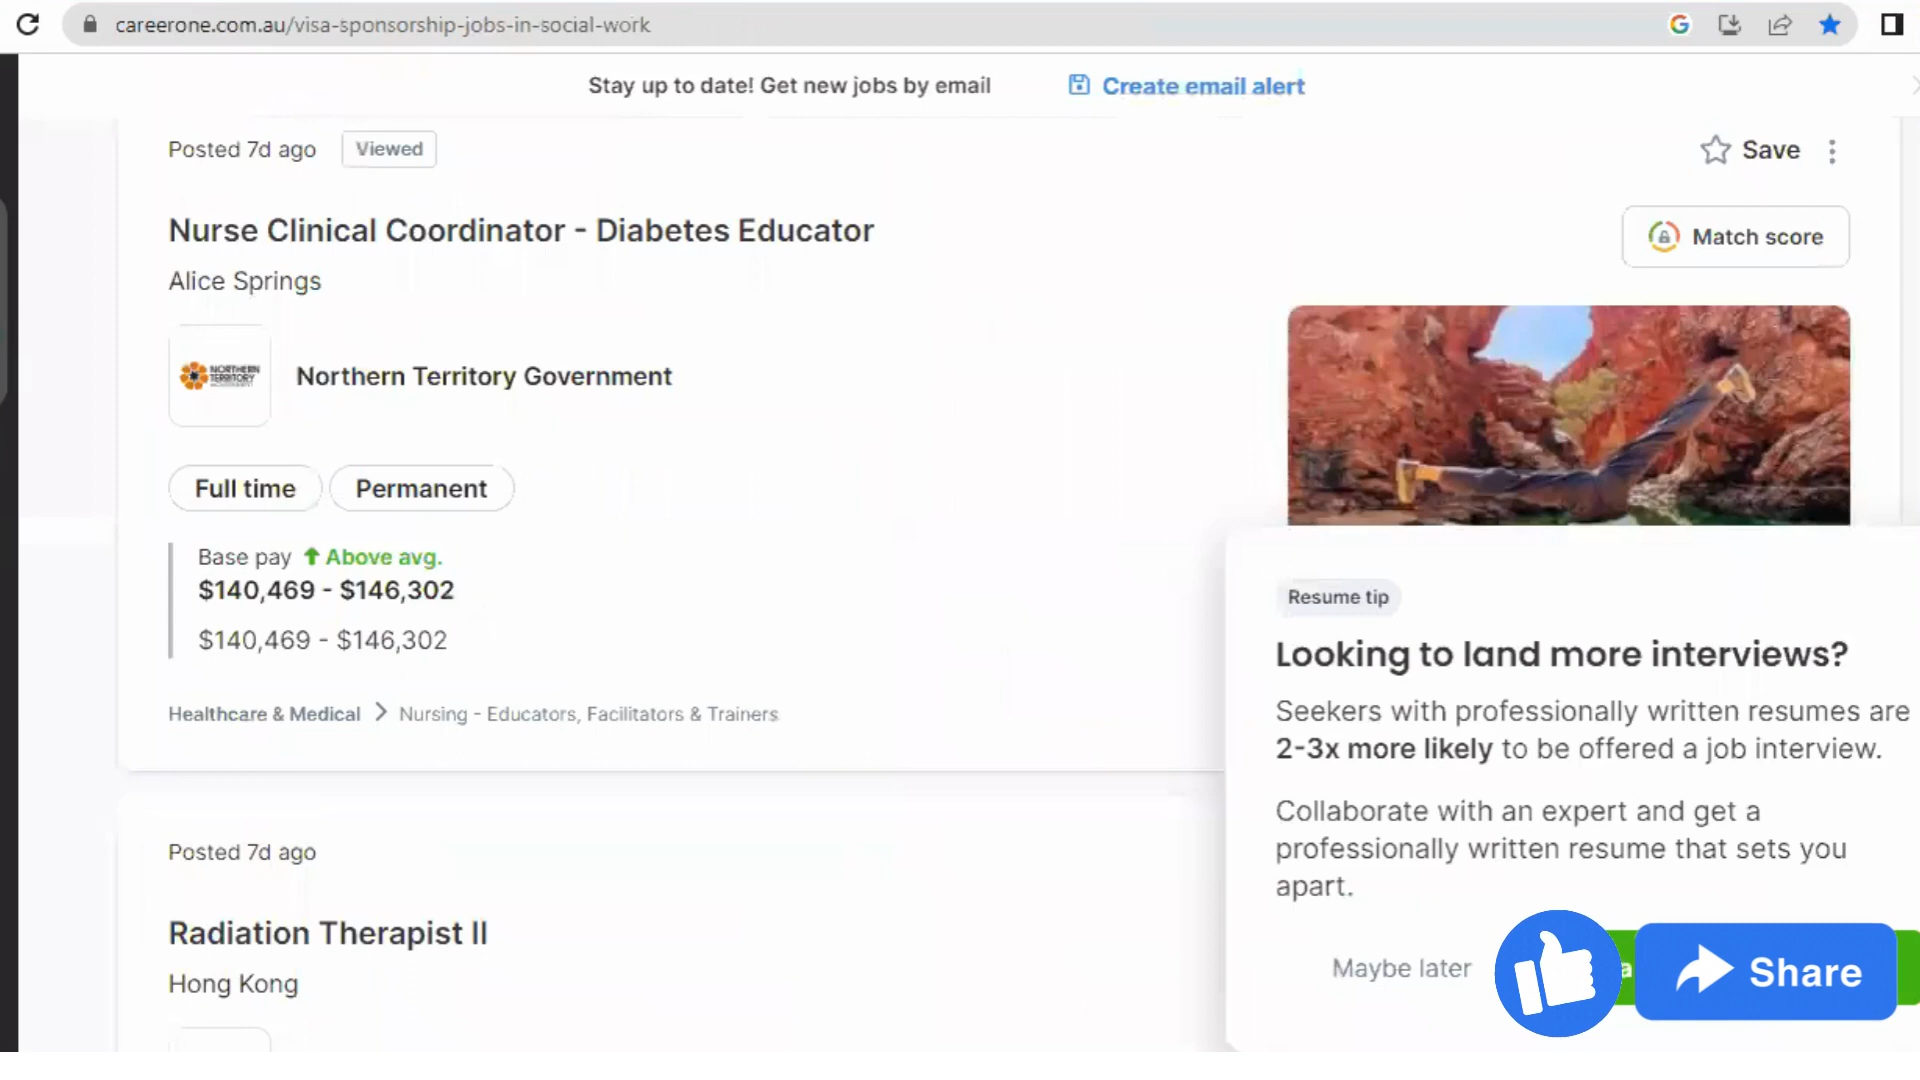 careerone.com.au/visa-sponsorship-jobs-in-social-work
Stay up to date! Get new jobs by email
Create email alert
Posted 7d ago
Viewed
Save
Nurse Clinical Coordinator - Diabetes Educator
Match score
Alice Springs
NORTHERN
TERRITORY
Northern Territory Government
Full time
Permanent
Base pay
Above avg.
$140,469 - $146,302
$140,469 - $146,302
Healthcare & Medical
Nursing - Educators, Facilitators & Trainers
Resume tip
Looking to land more interviews?
Seekers with professionally written resumes are
2-3x more likely to be offered a job interview.
Collaborate with an expert and get a
professionally written resume that sets you
apart.
Maybe later
Share
Posted 7d ago
Radiation Therapist II
Hong Kong